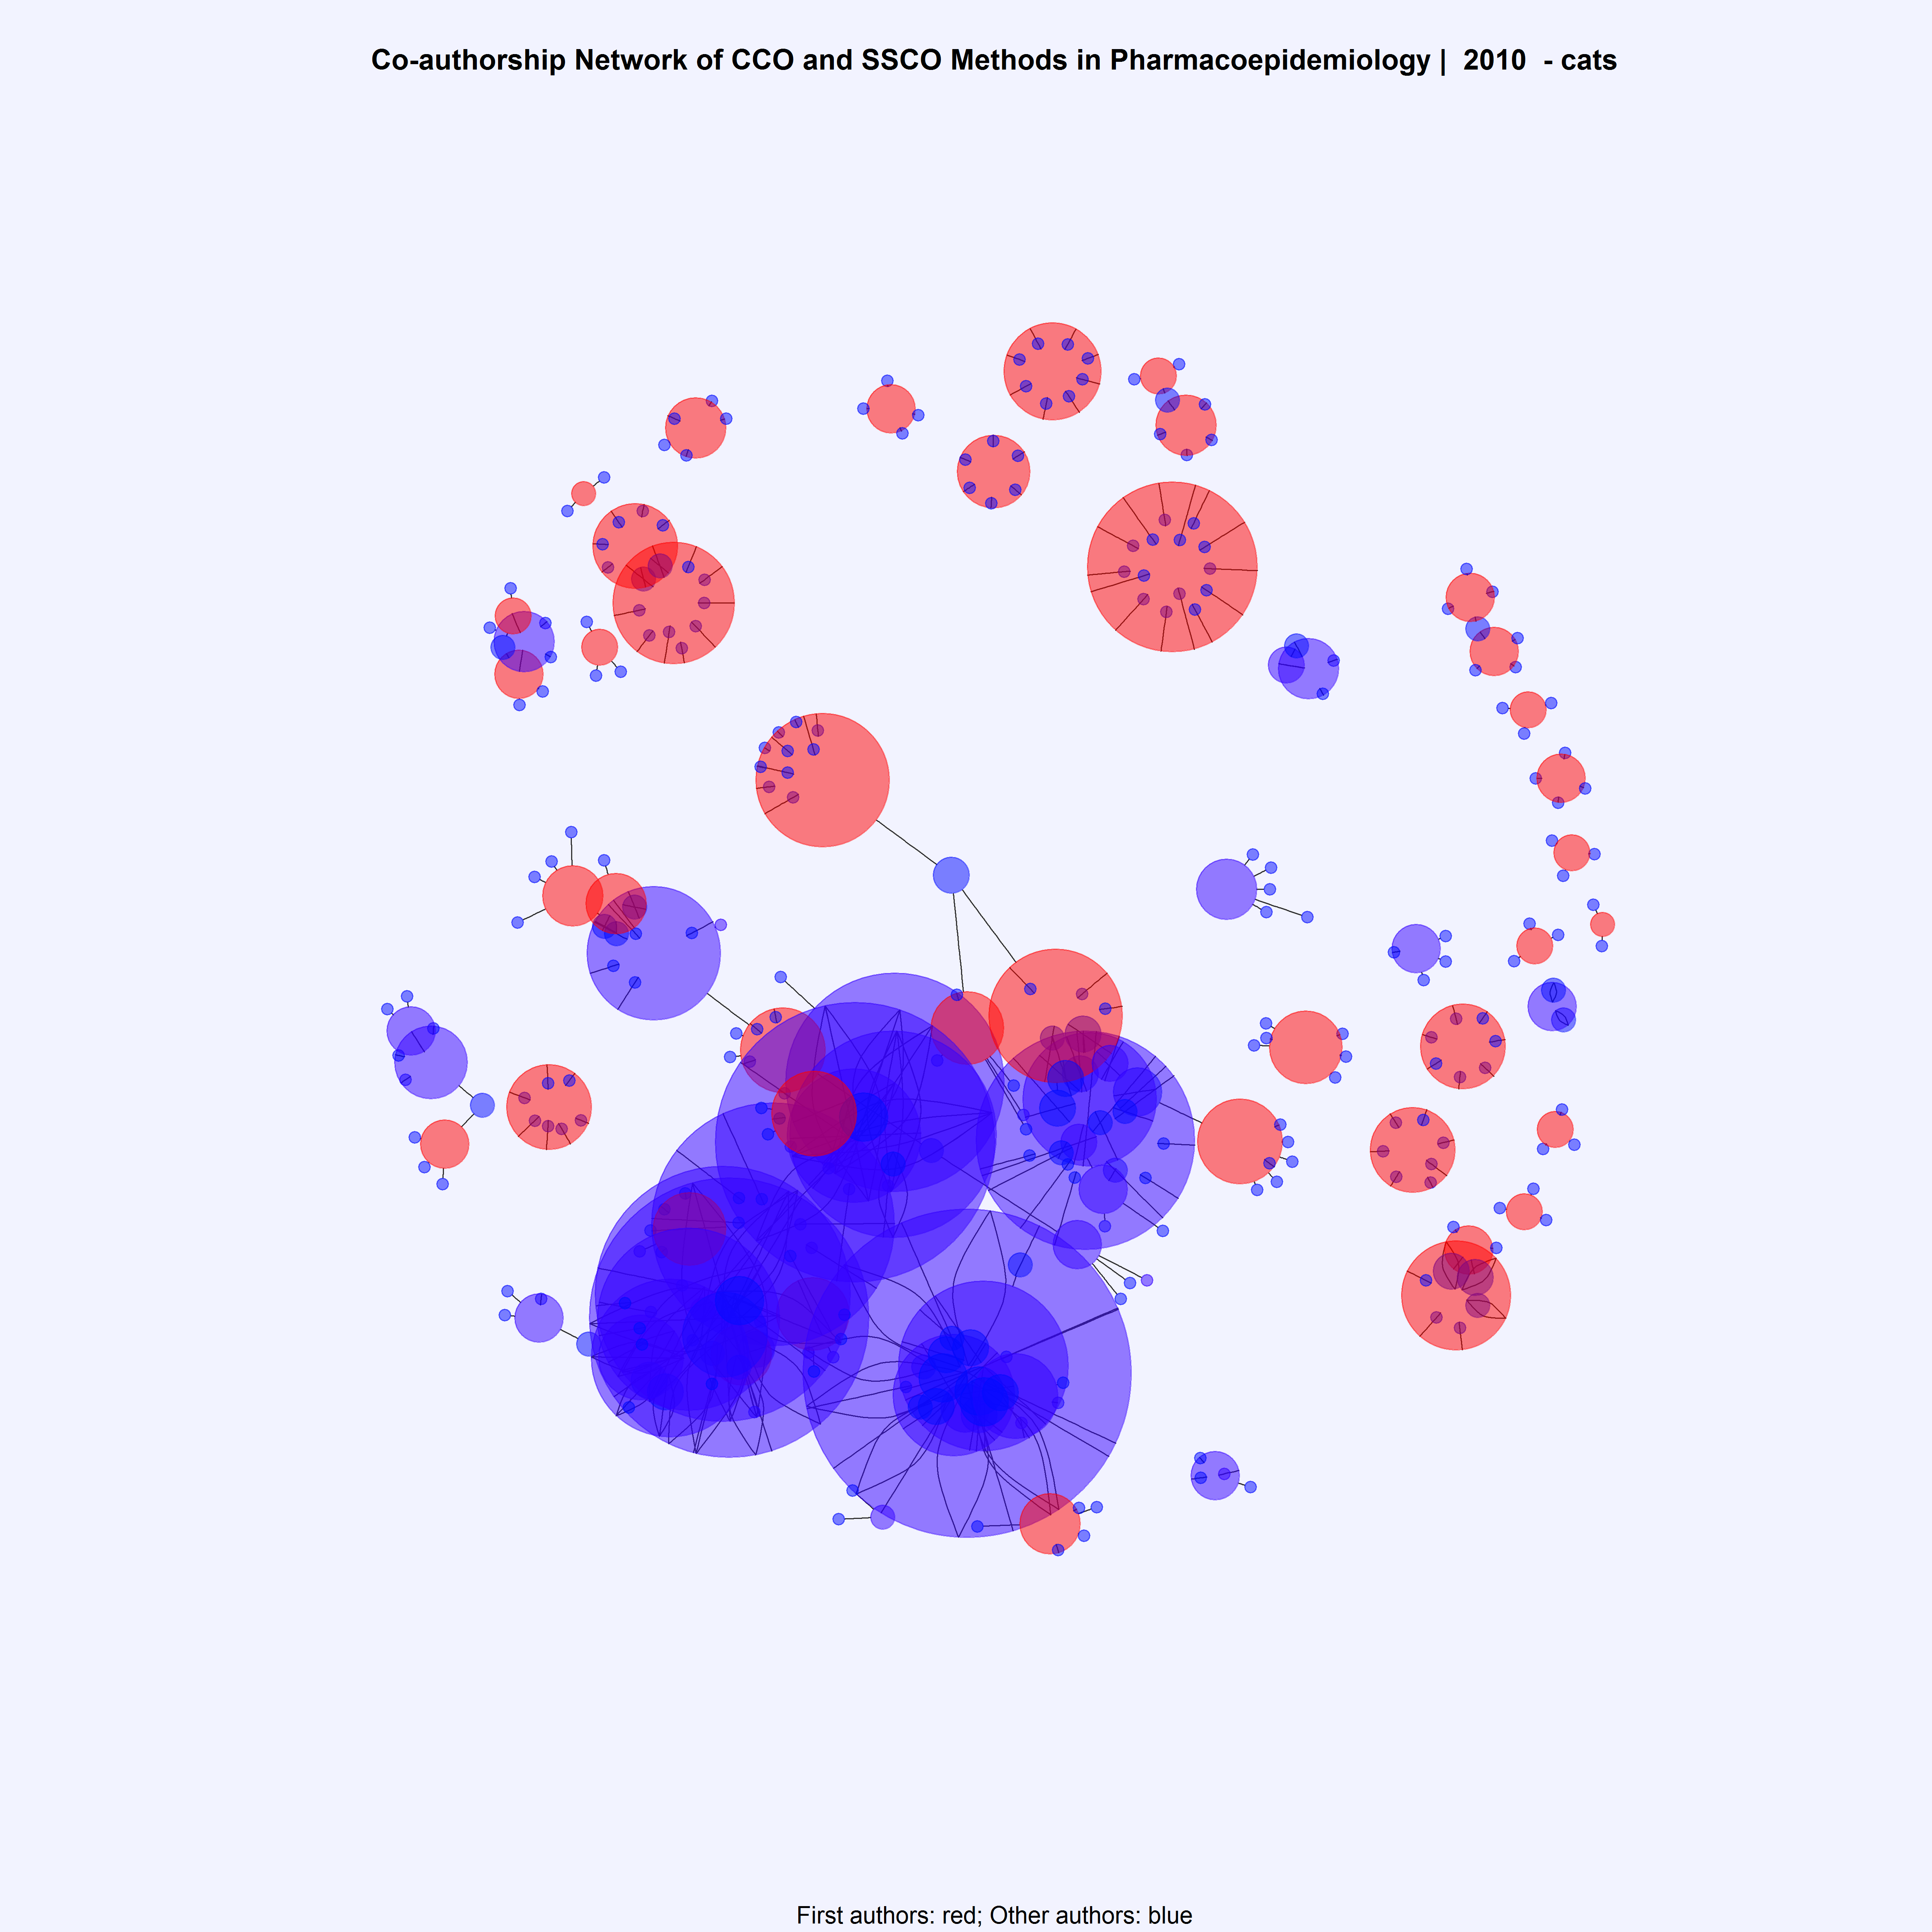 Co-authorship Network of CCO and SSCO Methods in Pharmacoepidemiology | 2010 - cats
First authors: red; Other authors: blue